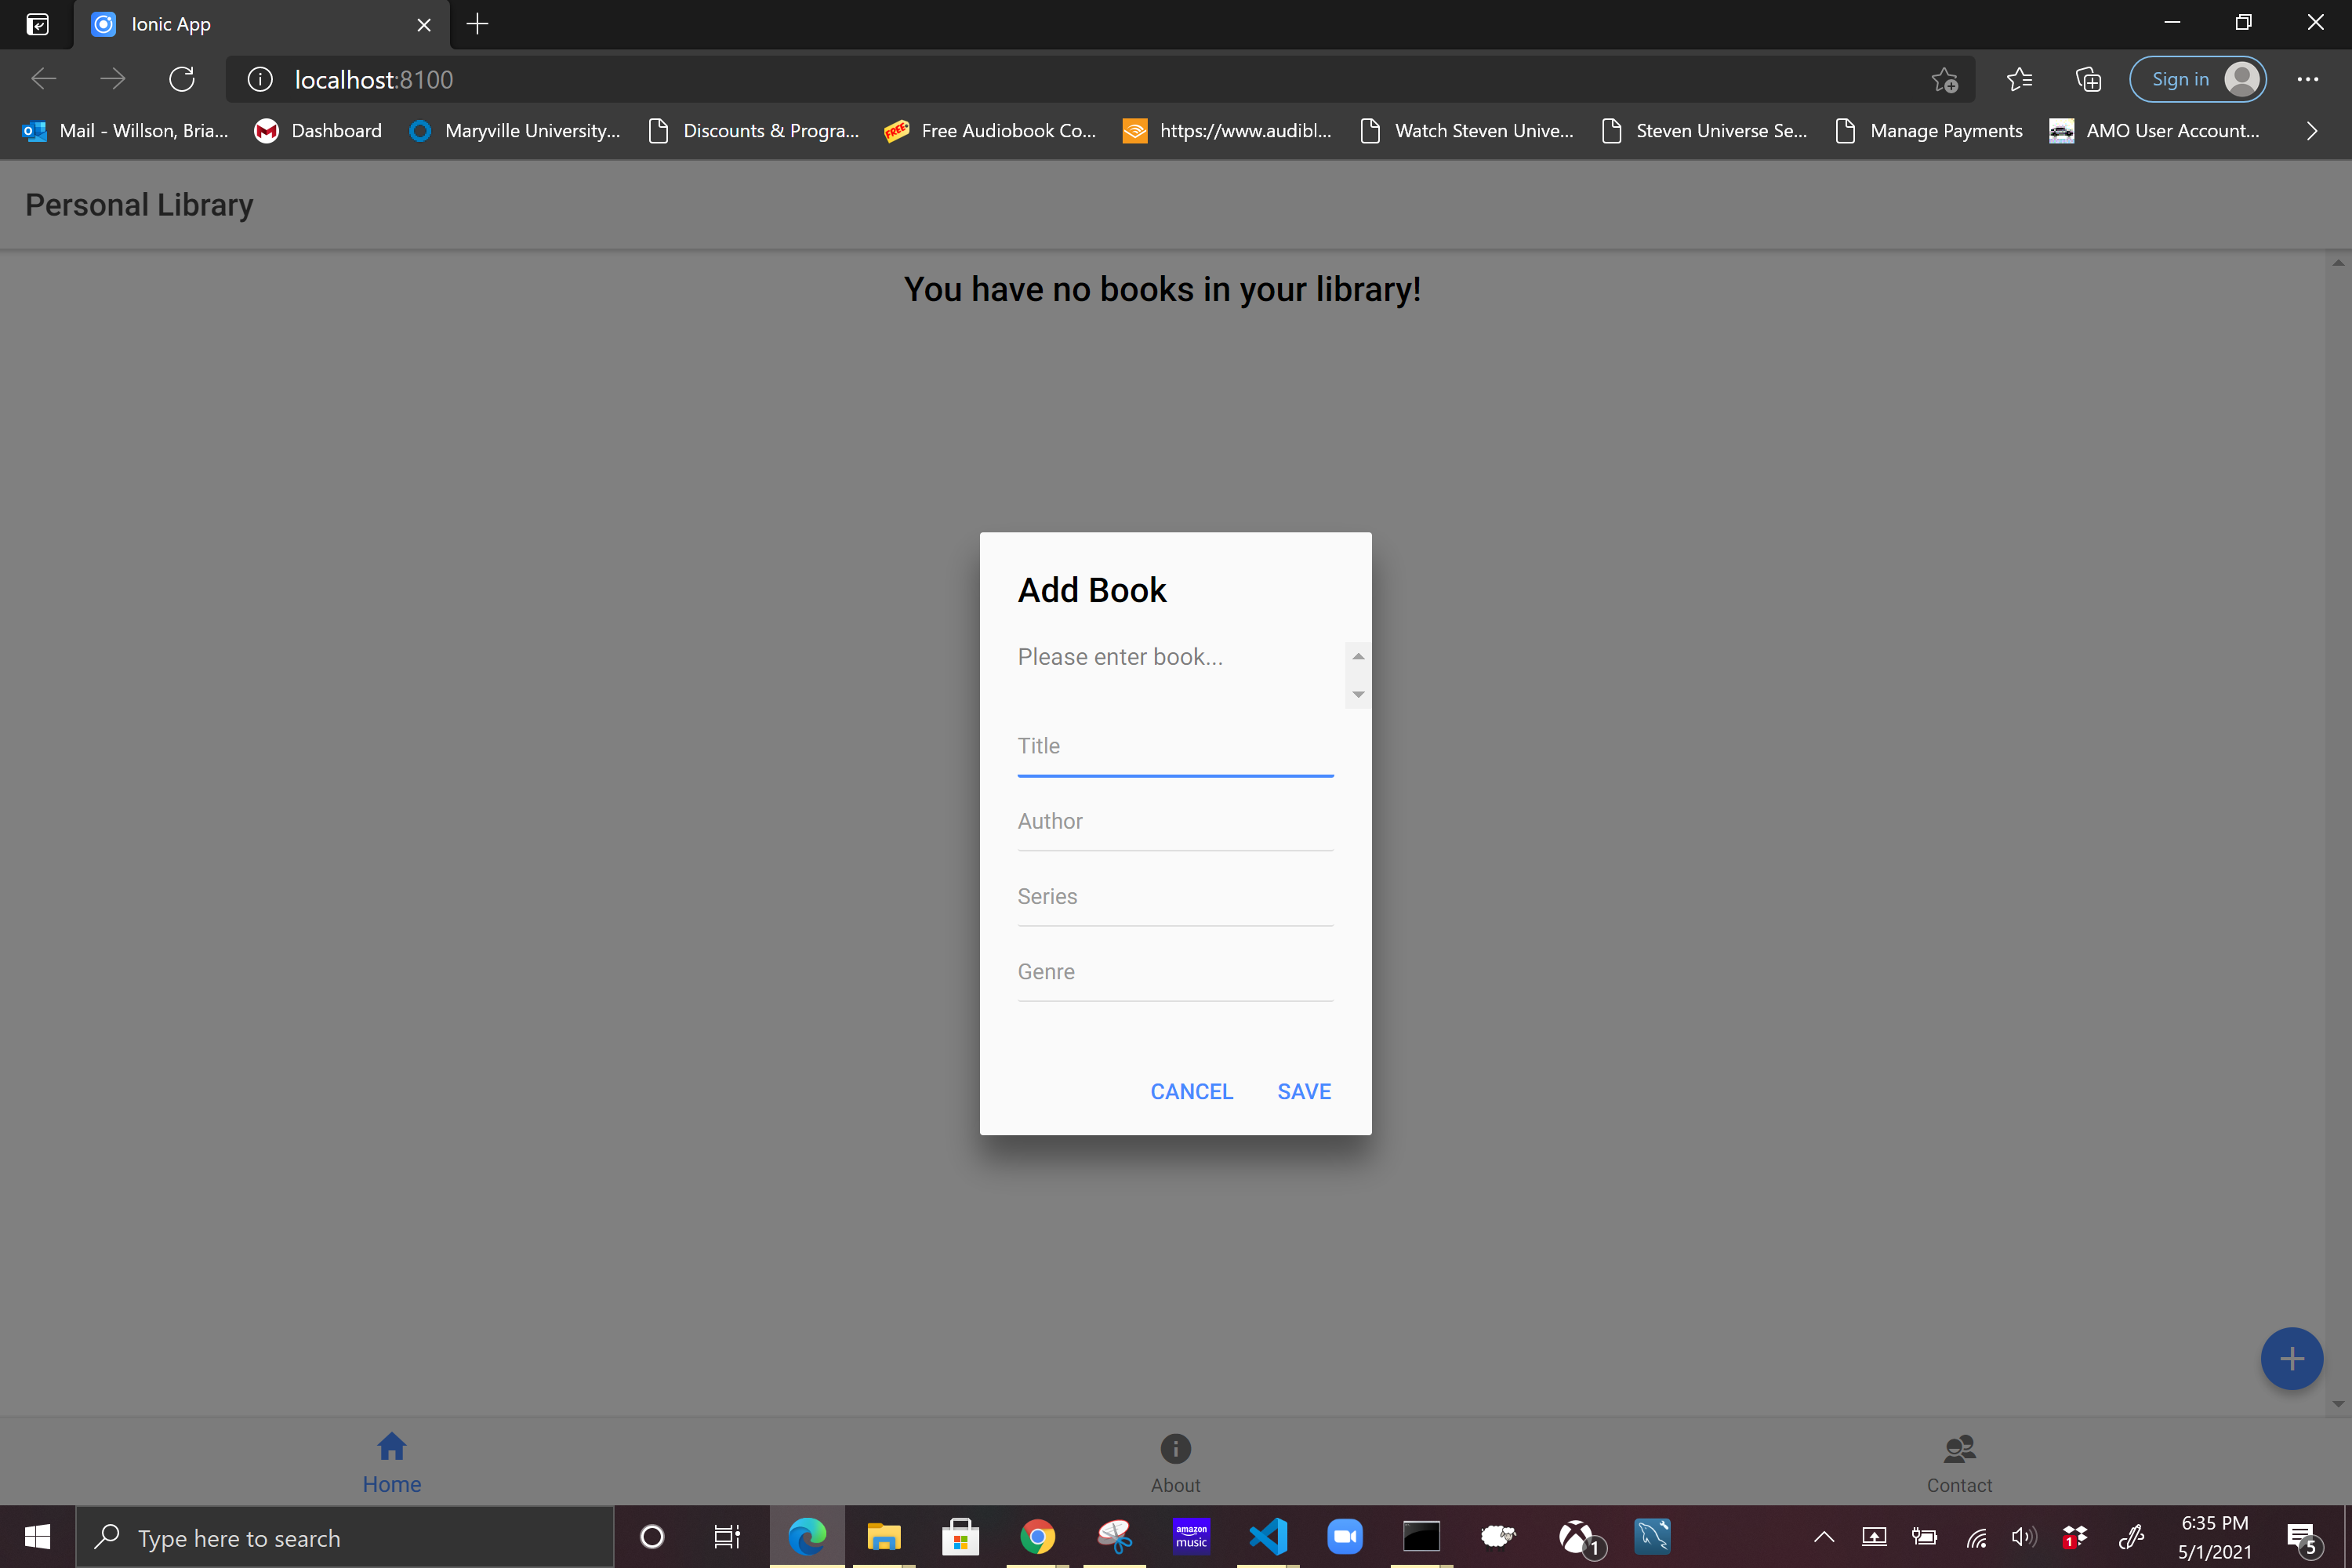 Ionic App
localhost:8100
Sign in
Mail - Willson, Bria...
Dashboard
Maryville University...
Discounts & Progra...
FREE
Free Audiobook Co...
https://www.audibl...
Watch Steven Unive...
Steven Universe Se...
Manage Payments
AMO User Account...
Personal Library
You have no books in your library!
Add Book
Please enter book...
Title
Author
Series
Genre
CANCEL
SAVE
Home
About
Contact
Type here to search
amazon
music
1
1
6:35 PM
5/1/2021
5